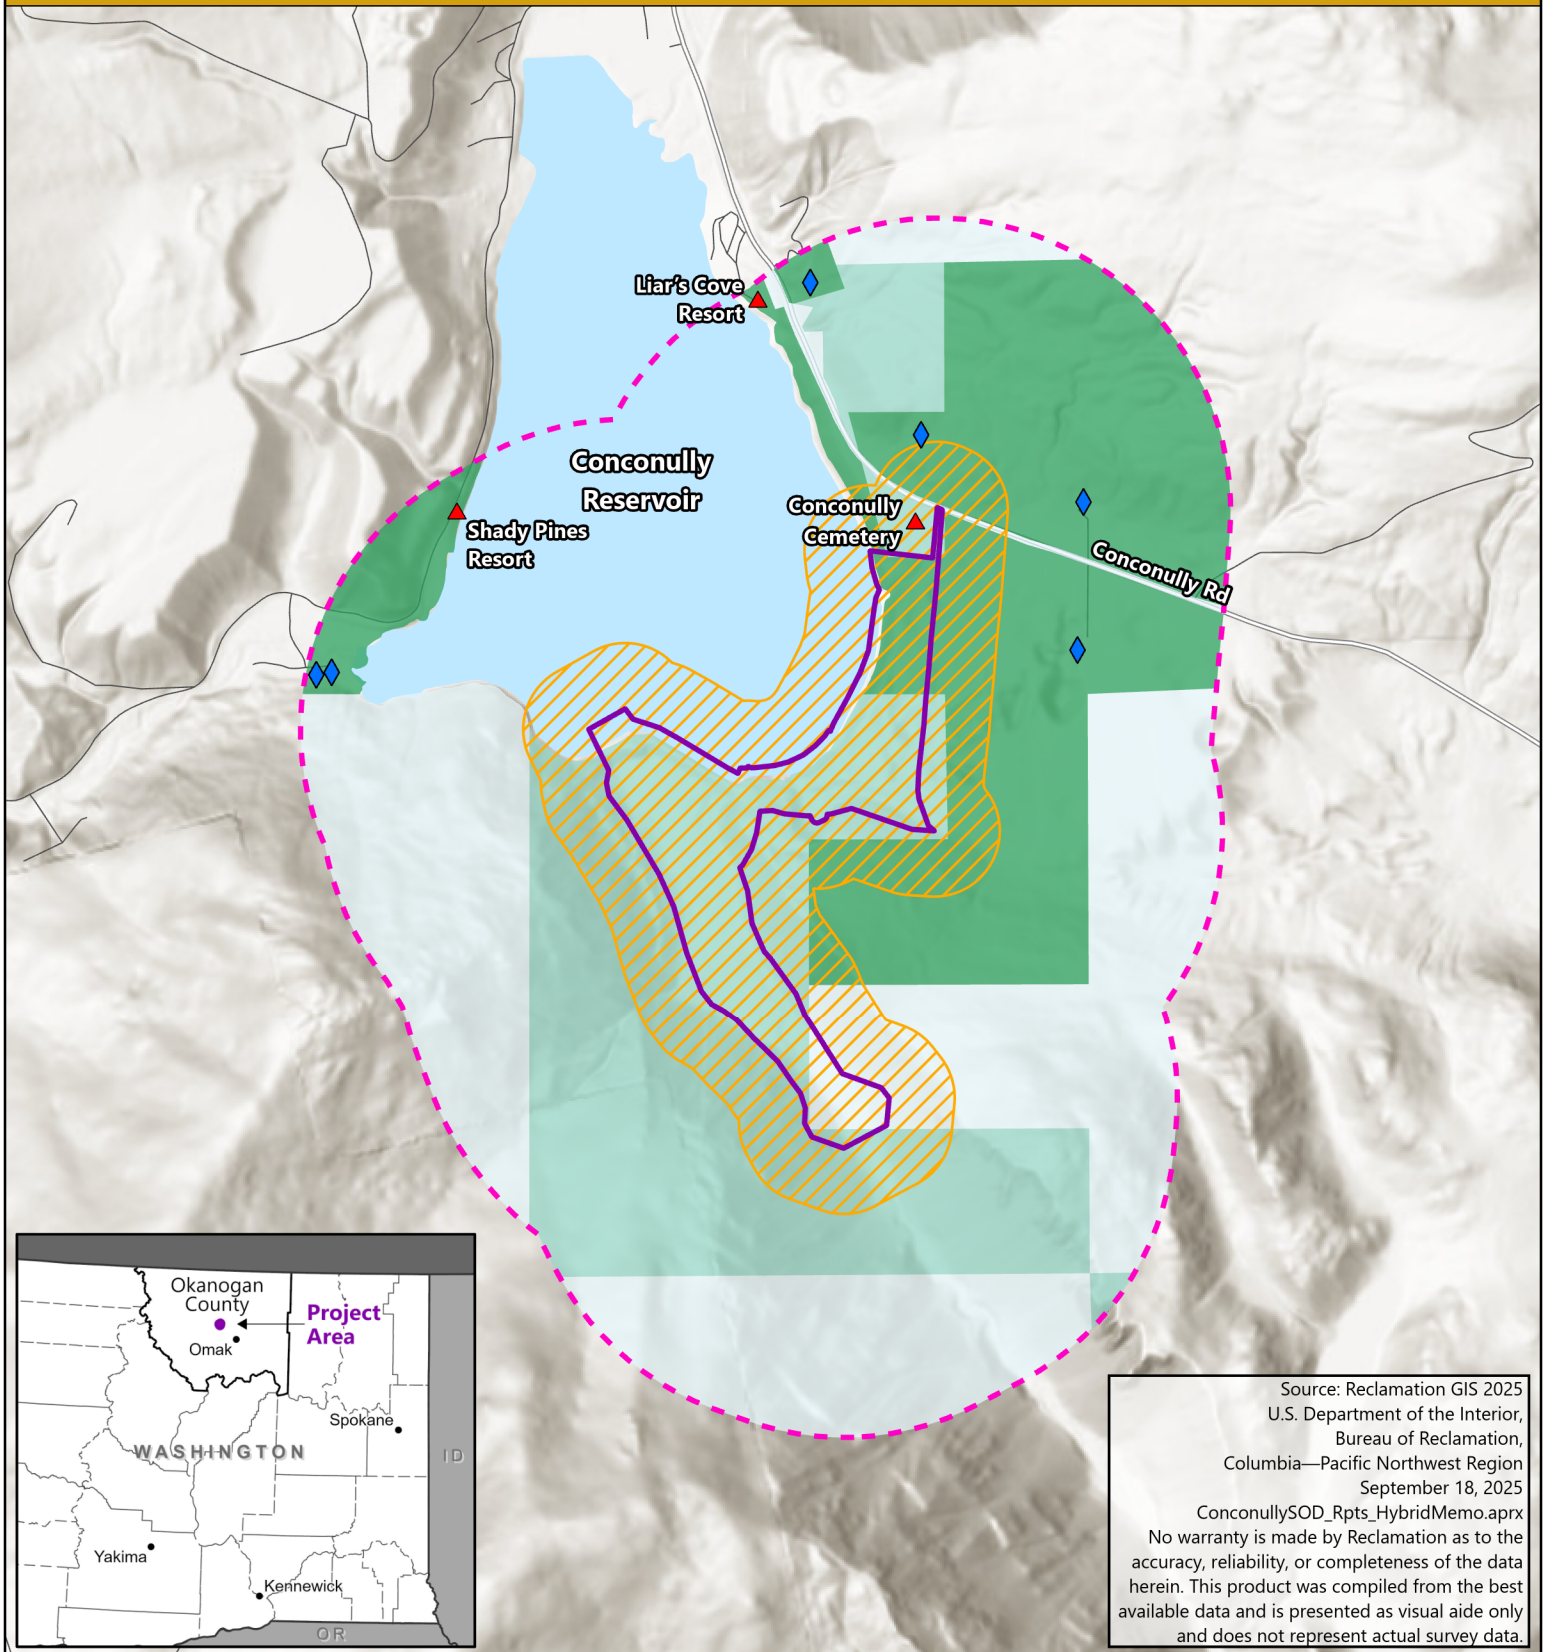 Liar's Cove
Resort
Conconully
Reservoir
Conconully
Cemetery
Shady Pines
Resort
Conconully Rd
Okanogan
County
Project
Area
Omak
Spokane
WASHINGTON
ID
Yakima
Kennewick
OR
Source: Reclamation GIS 2025
U.S. Department of the Interior,
Bureau of Reclamation,
Columbia—Pacific Northwest Region
September 18, 2025
ConconullySOD_Rpts_HybridMemo.aprx
No warranty is made by Reclamation as to the
accuracy, reliability, or completeness of the data
herein. This product was compiled from the best
available data and is presented as visual aide only
and does not represent actual survey data.